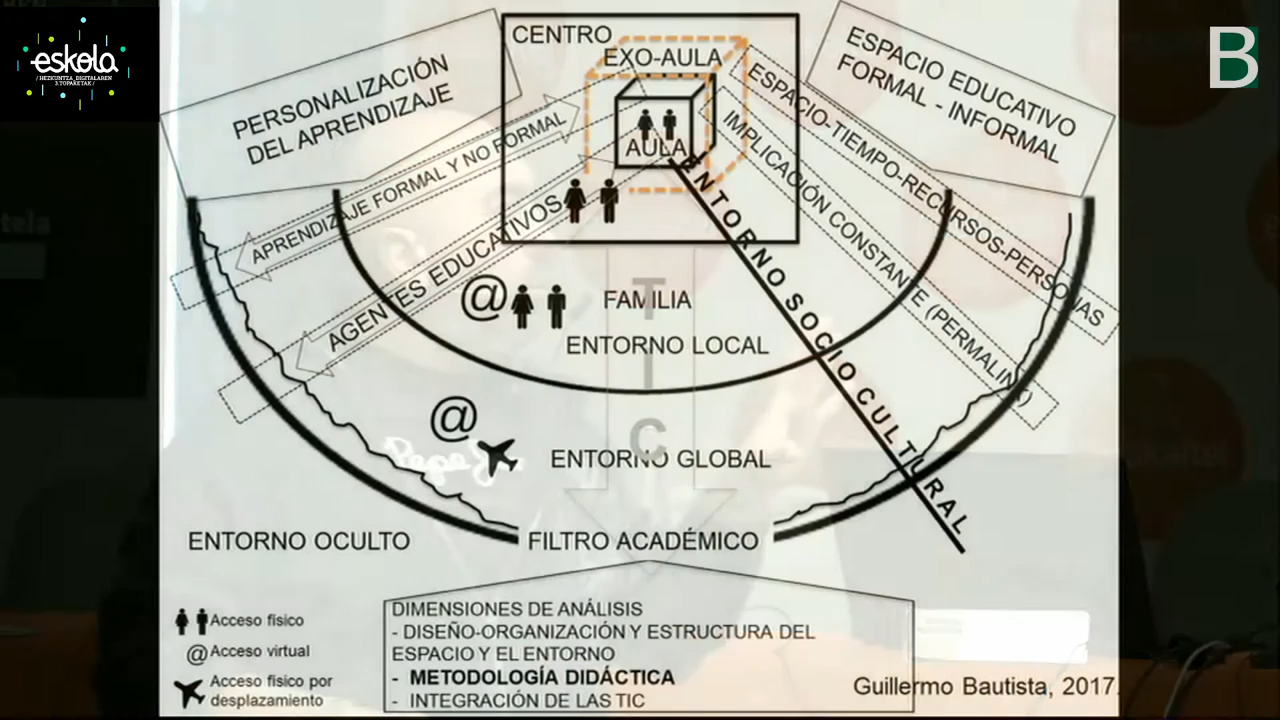 eskola
/ HEZKUNTZA_DIGITALAREN
3.TOPAKETAK /
B
CENTRO
EXO-AULA
AULA
PERSONALIZACIÓN
DEL APRENDIZAJE
ESPACIO EDUCATIVO
FORMAL - INFORMAL
APRENDIZAJE FORMAL Y NO FORMAL
AGENTES EDUCATIVOS
ESPACIO-TIEMPO-RECURSOS-PERSONAS
IMPLICACIÓN CONSTANTE (PERMALINK)
ENTORNO SOCIOCULTURAL
T
I
C
@
FAMILIA
ENTORNO LOCAL
@
ENTORNO GLOBAL
ENTORNO OCULTO
FILTRO ACADÉMICO
Acceso físico
@ Acceso virtual
Acceso físico por
desplazamiento
DIMENSIONES DE ANÁLISIS
- DISEÑO-ORGANIZACIÓN Y ESTRUCTURA DEL
ESPACIO Y EL ENTORNO
- METODOLOGÍA DIDÁCTICA
- INTEGRACIÓN DE LAS TIC
Guillermo Bautista, 2017.